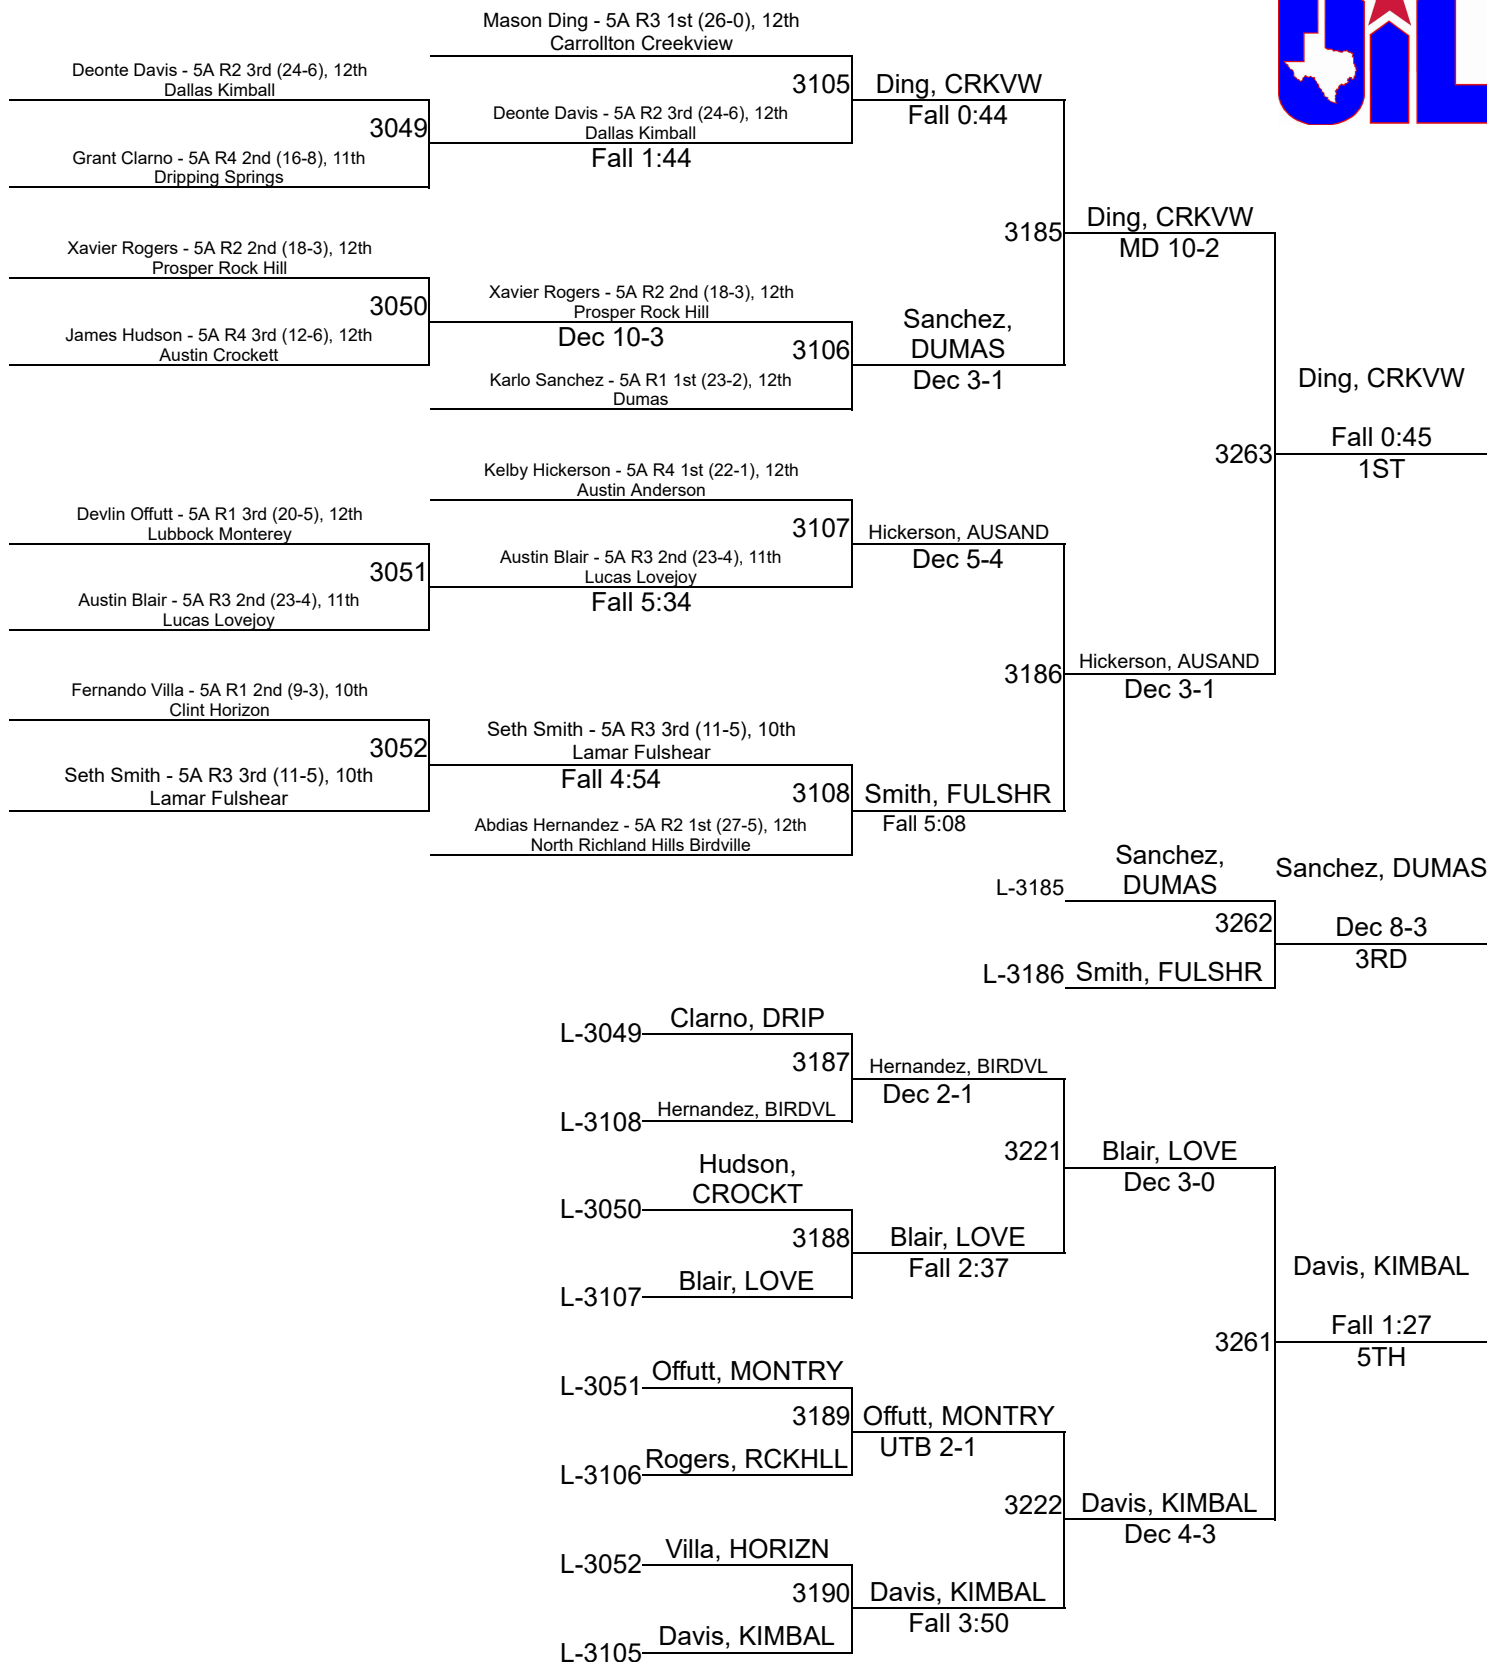 Mason Ding - 5A R3 1st (26-0), 12th
Carrollton Creekview
UIL
Deonte Davis - 5A R2 3rd (24-6), 12th
Dallas Kimball
3105
Ding, CRKVW
Fall 0:44
3049
Deonte Davis - 5A R2 3rd (24-6), 12th
Dallas Kimball
Fall 1:44
Grant Clarno - 5A R4 2nd (16-8), 11th
Dripping Springs
3185
Ding, CRKVW
MD 10-2
Xavier Rogers - 5A R2 2nd (18-3), 12th
Prosper Rock Hill
3050
Xavier Rogers - 5A R2 2nd (18-3), 12th
Prosper Rock Hill
Dec 10-3
James Hudson - 5A R4 3rd (12-6), 12th
Austin Crockett
3106
Sanchez,
DUMAS
Dec 3-1
Karlo Sanchez - 5A R1 1st (23-2), 12th
Dumas
Ding, CRKVW
3263
Fall 0:45
1ST
Kelby Hickerson - 5A R4 1st (22-1), 12th
Austin Anderson
Devlin Offutt - 5A R1 3rd (20-5), 12th
Lubbock Monterey
3107
Hickerson, AUSAND
Dec 5-4
3051
Austin Blair - 5A R3 2nd (23-4), 11th
Lucas Lovejoy
Fall 5:34
Austin Blair - 5A R3 2nd (23-4), 11th
Lucas Lovejoy
3186
Hickerson, AUSAND
Dec 3-1
Fernando Villa - 5A R1 2nd (9-3), 10th
Clint Horizon
3052
Seth Smith - 5A R3 3rd (11-5), 10th
Lamar Fulshear
Fall 4:54
Seth Smith - 5A R3 3rd (11-5), 10th
Lamar Fulshear
3108
Smith, FULSHR
Fall 5:08
Abdias Hernandez - 5A R2 1st (27-5), 12th
North Richland Hills Birdville
L-3185
Sanchez,
DUMAS
Sanchez, DUMAS
3262
Dec 8-3
3RD
L-3186
Smith, FULSHR
L-3049
Clarno, DRIP
3187
Hernandez, BIRDVL
Dec 2-1
L-3108
Hernandez, BIRDVL
3221
Blair, LOVE
Dec 3-0
L-3050
Hudson,
CROCKT
3188
Blair, LOVE
Fall 2:37
L-3107
Blair, LOVE
Davis, KIMBAL
3261
Fall 1:27
5TH
L-3051
Offutt, MONTRY
3189
Offutt, MONTRY
UTB 2-1
L-3106
Rogers, RCKHLL
3222
Davis, KIMBAL
Dec 4-3
L-3052
Villa, HORIZN
3190
Davis, KIMBAL
Fall 3:50
L-3105
Davis, KIMBAL